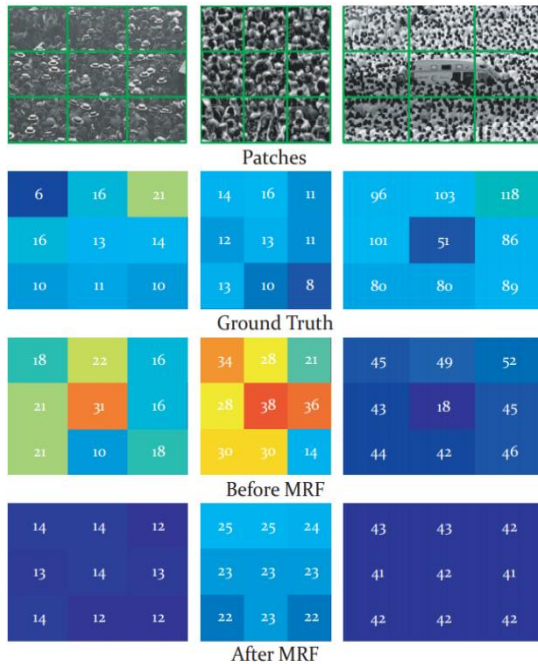 Patches
6 16 21 14 16 11 96 103 118
16 13 14 12 13 11 101 51 86
10 11 10 13 10 8 80 80 89
Ground Truth
18 22 16 34 28 21 45 49 52
21 31 16 28 38 36 43 18 45
21 10 18 30 30 14 44 42 46
Before MRF
14 14 12 25 25 24 43 43 42
13 14 13 23 23 23 41 42 41
14 12 12 22 23 22 42 42 42
After MRF